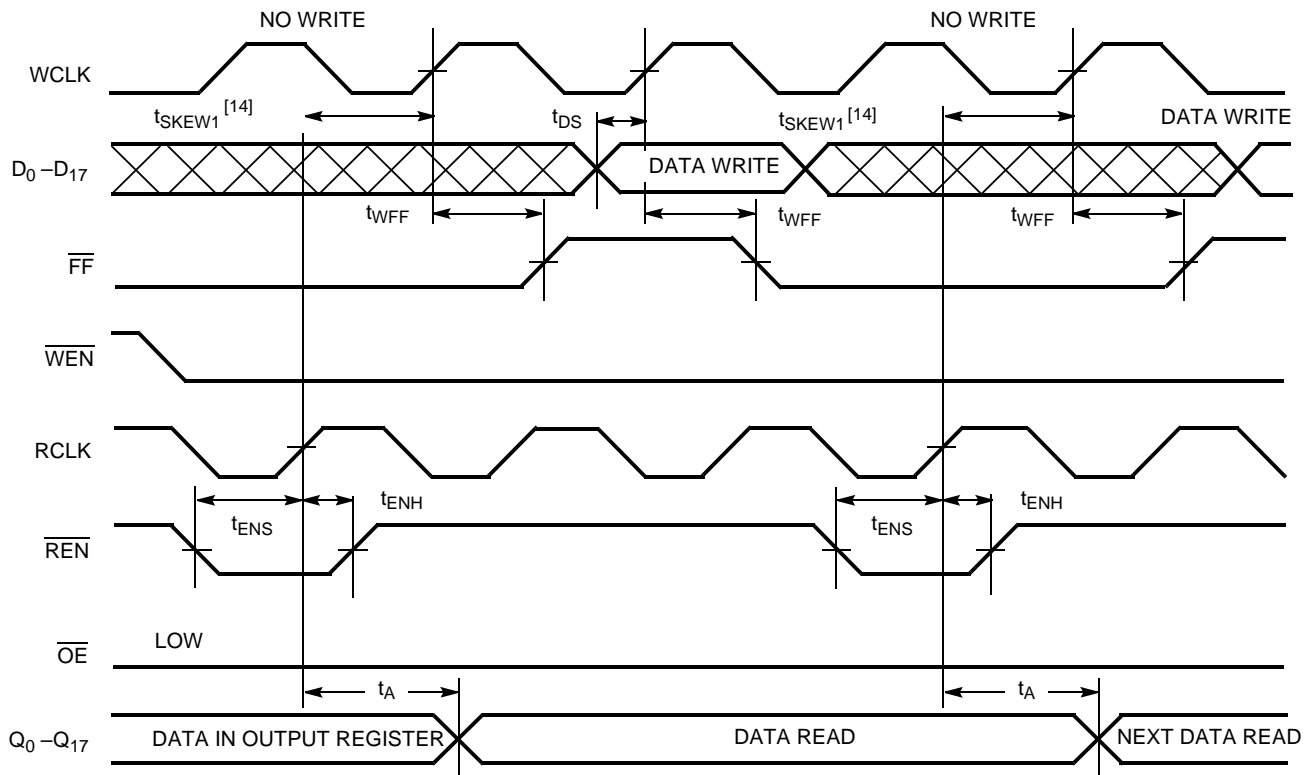 NO WRITE NO WRITE
WCLK
tSKEW1 [14] tDS tSKEW1 [14] DATA WRITE
D0 –D17 DATA WRITE
tWFF tWFF tWFF
FF
WEN
RCLK
tENS tENH tENS tENH
REN
OE LOW
tA tA
Q0 –Q17 DATA IN OUTPUT REGISTER DATA READ NEXT DATA READ